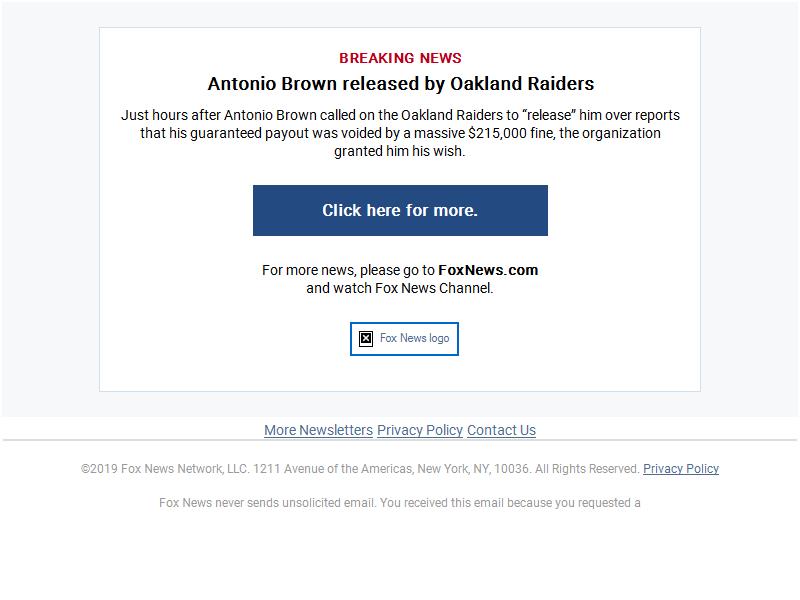 BREAKING NEWS
Antonio Brown released by Oakland Raiders
Just hours after Antonio Brown called on the Oakland Raiders to “release” him over reports
that his guaranteed payout was voided by a massive $215,000 fine, the organization
granted him his wish.
Click here for more.
For more news, please go to FoxNews.com
and watch Fox News Channel.
Fox News logo
More Newsletters Privacy Policy Contact Us
©2019 Fox News Network, LLC. 1211 Avenue of the Americas, New York, NY, 10036. All Rights Reserved. Privacy Policy
Fox News never sends unsolicited email. You received this email because you requested a